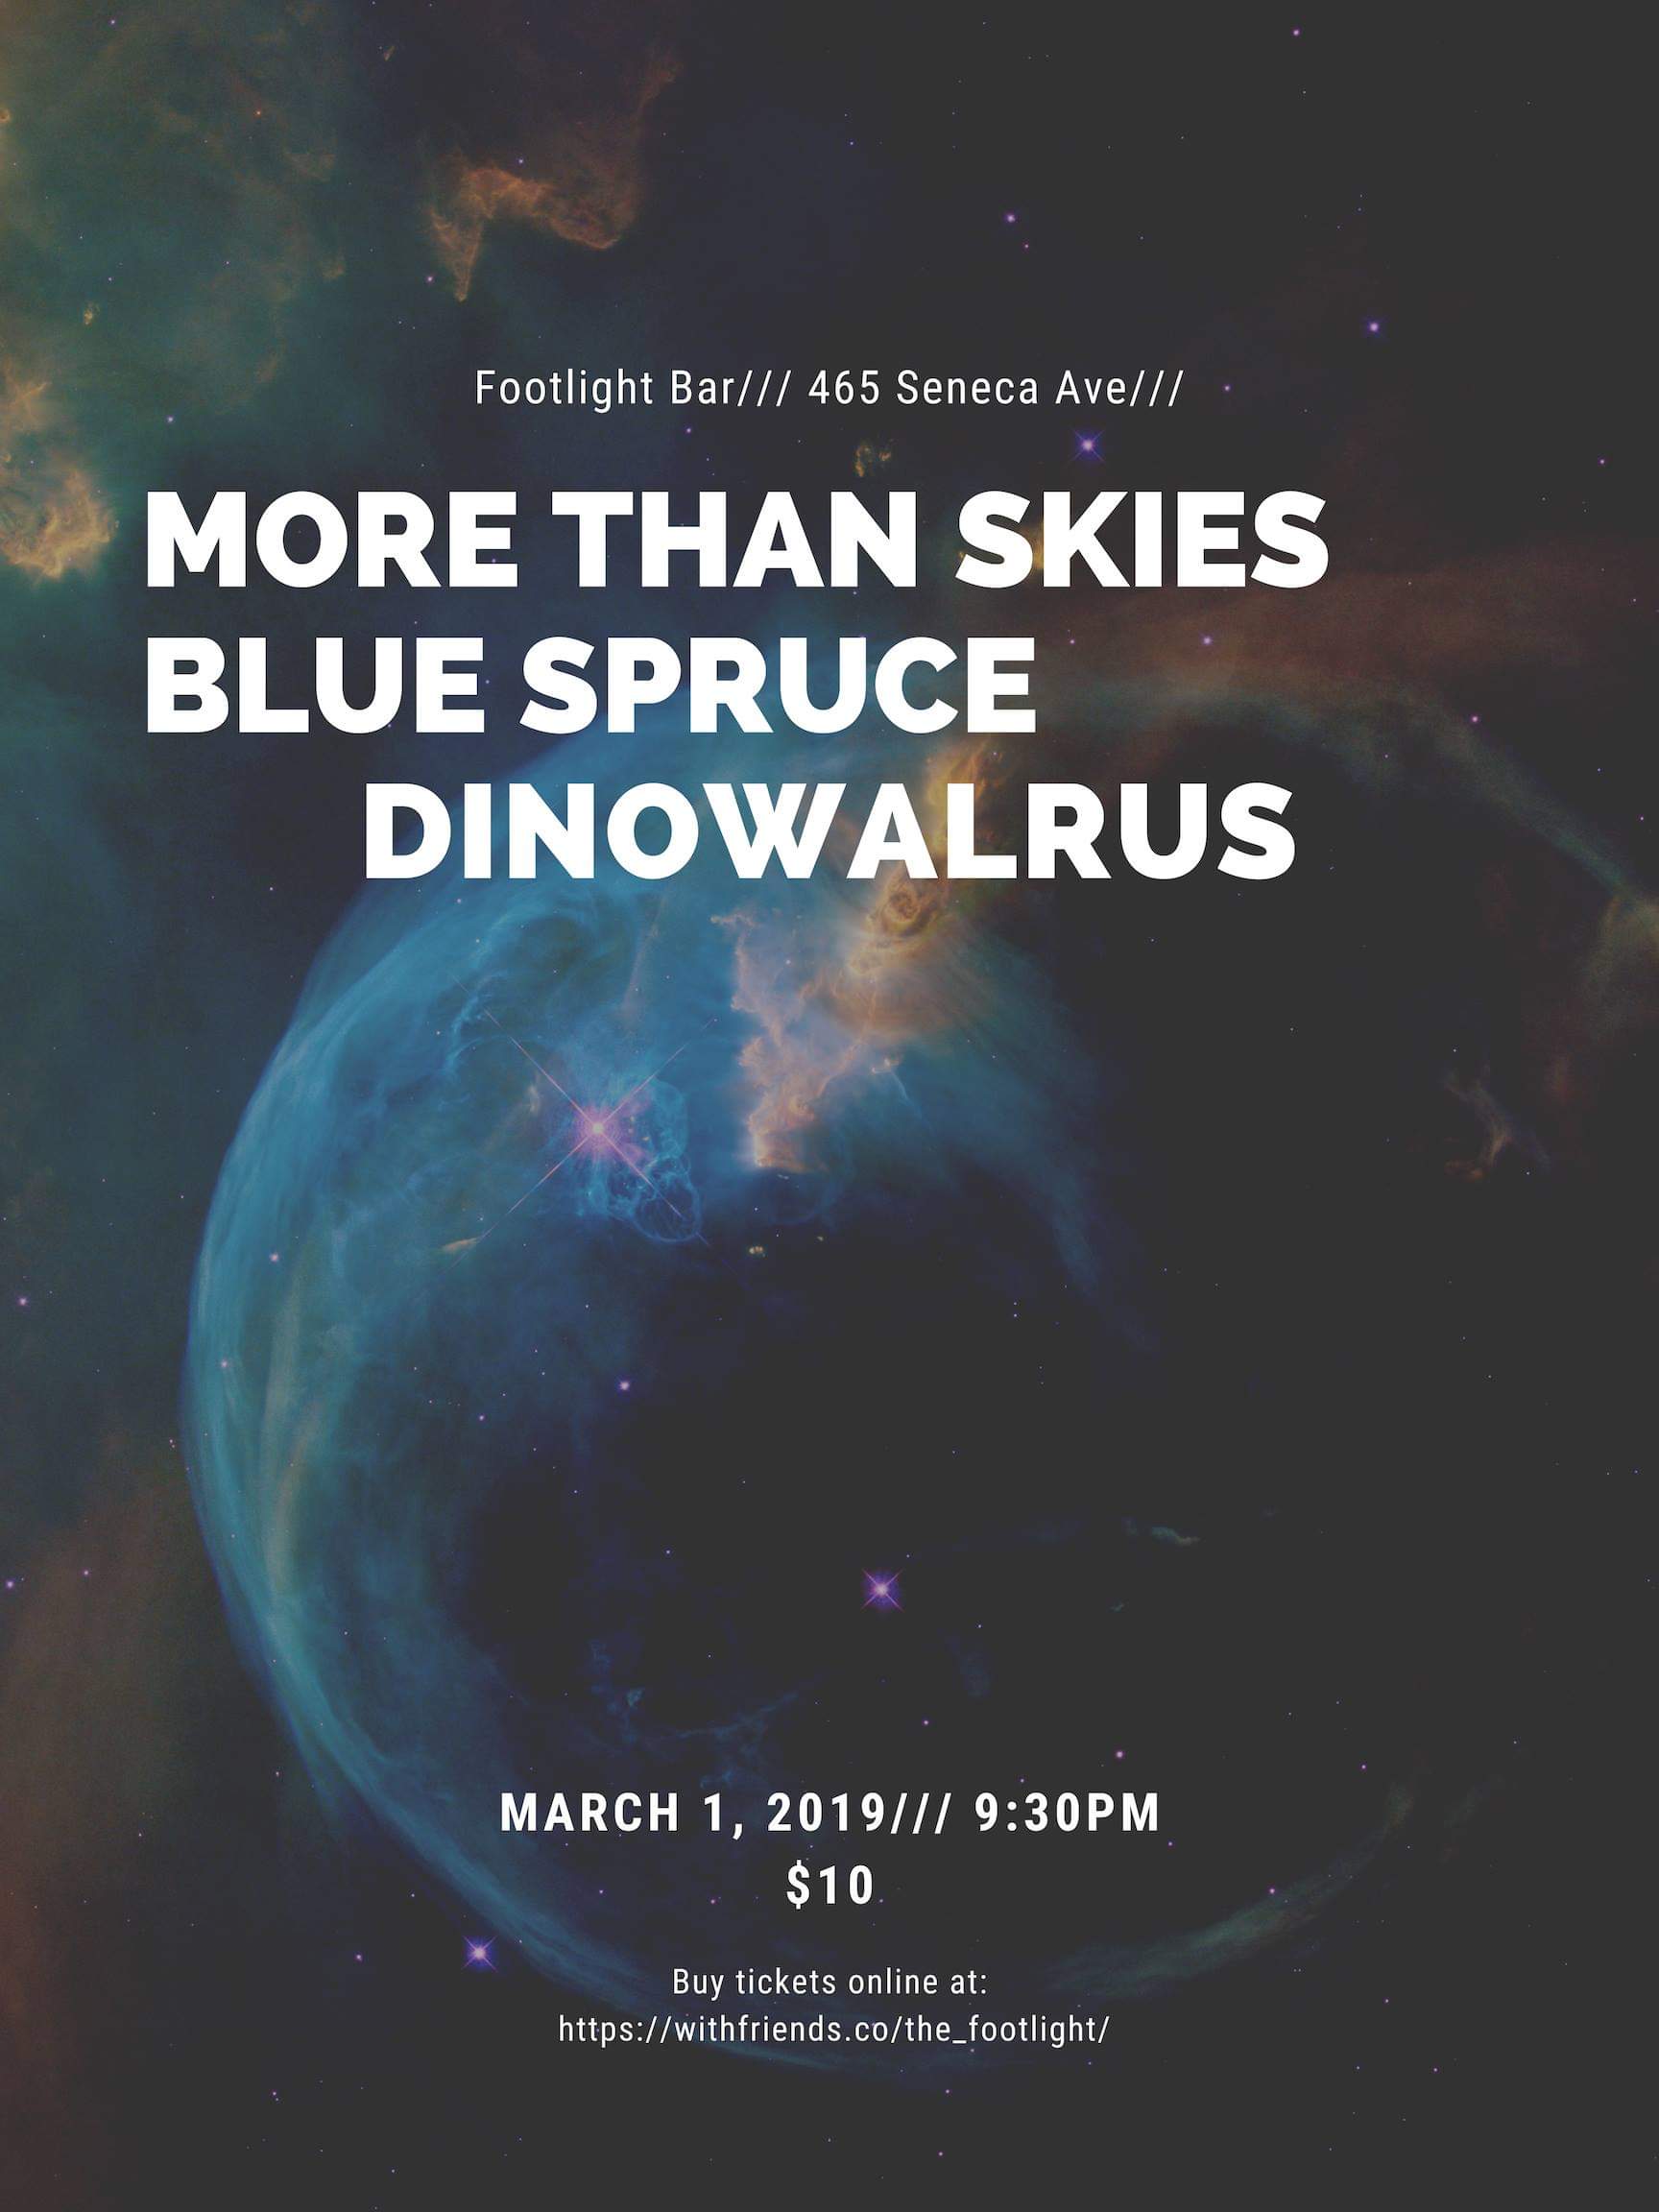 Footlight Bar/// 465 Seneca Ave///
MORE THAN SKIES
BLUE SPRUCE
DINOWALRUS
MARCH 1, 2019/// 9:30PM
$10
Buy tickets online at:
https://withfriends.co/the_footlight/